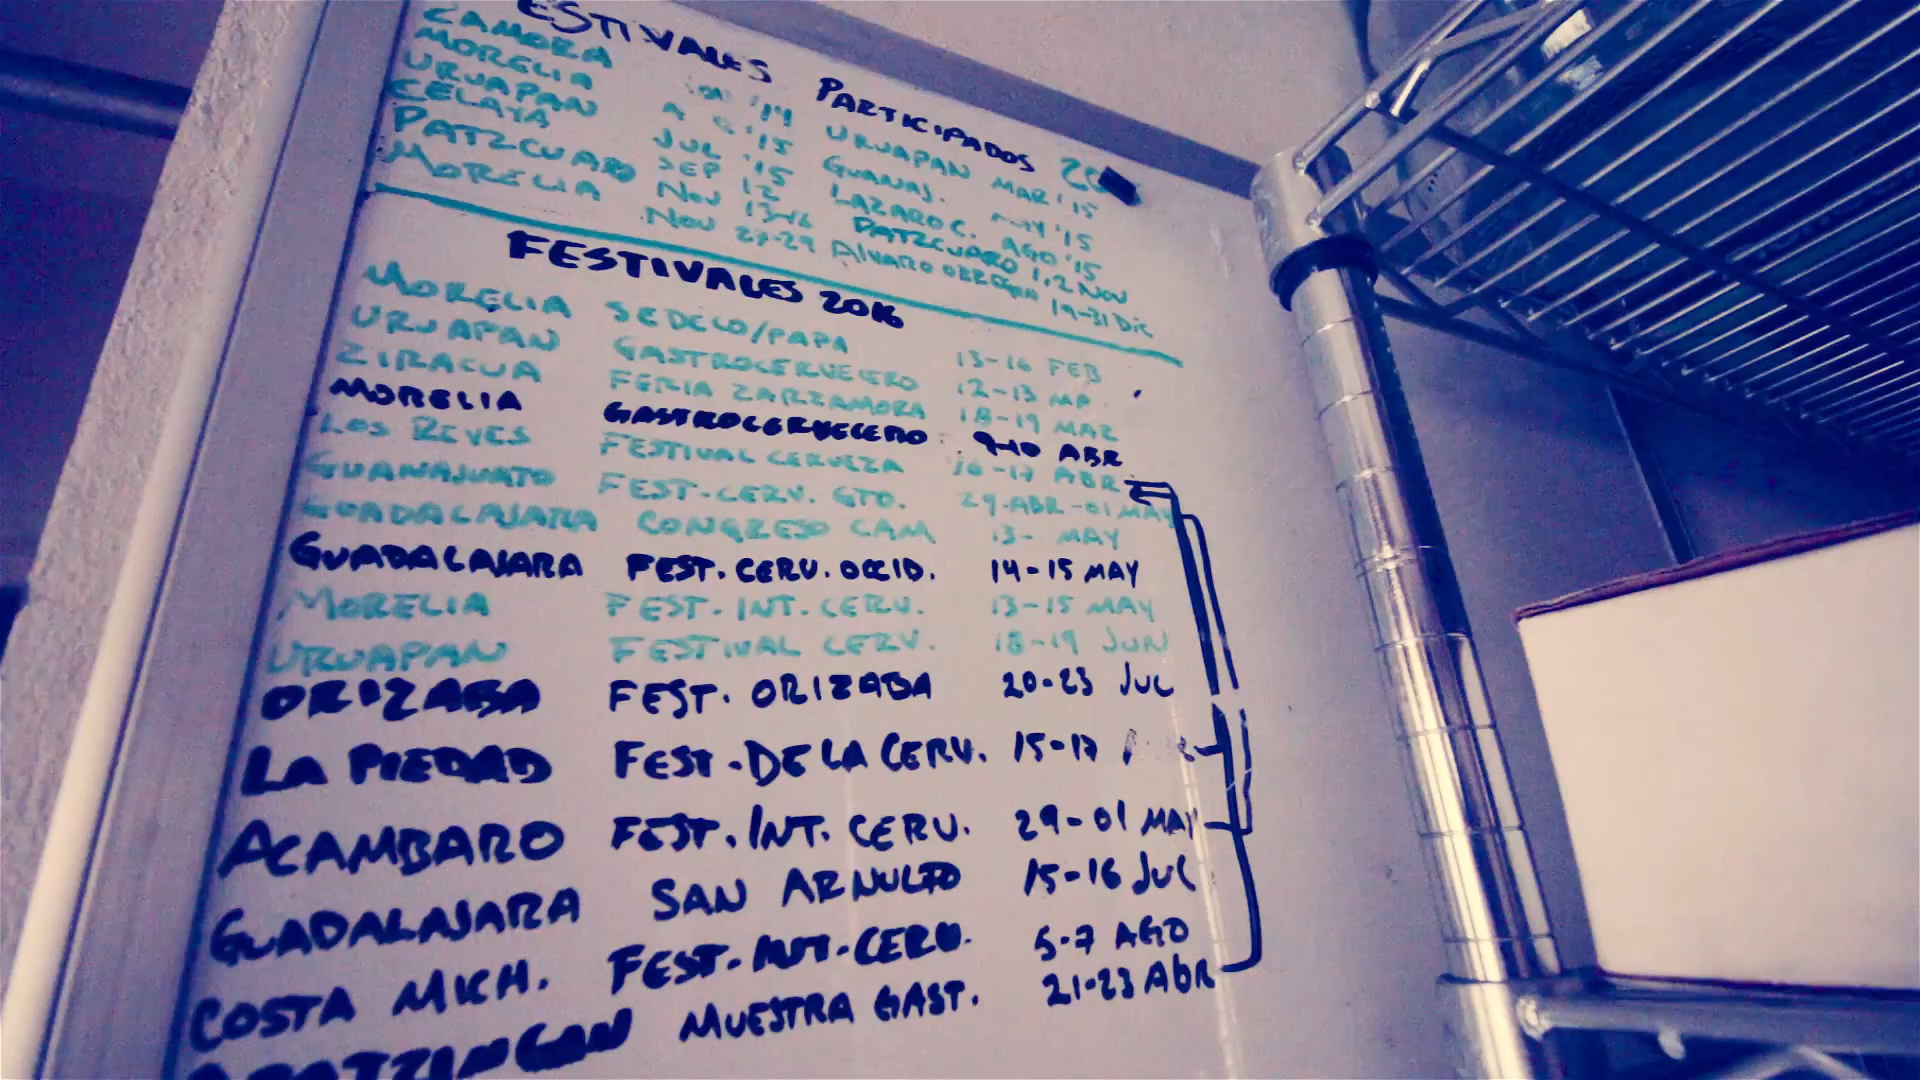 ESTIVALES PARTICIPADOS 20
ZAMORA '14 URUAPAN MAR '15
MORELIA '15 GUANAJ. MY '15
URUAPAN JUL '15 LAZARO C. AGO '15
CELAYA SEP 12 PATZCUARO 1,2 NOV
PATZCUARO NOV 13-16 ALVARO OBREGON 19-31 DIC
MORELIA NOV 27-29
FESTIVALES 2016
MORELIA SEDECO/PAPA 13-14 FEB
URUAPAN GASTROCERVECERO 12-13
ZIRACUA FERIA ZARZAMORA 18-19 MAR
MORELIA GASTROCERVECERO 9-10 ABR
LOS REYES FESTIVAL CERVEZA 16-17 ABR
GUANAJUATO FEST. CERV. GTO. 29-ABR-01 MAY
GUADALAJARA CONGRESO CAM 13- MAY
GUADALAJARA FEST. CERV. OCCID. 14-15 MAY
MORELIA FEST. INT. CERV. 13-15 MAY
URUAPAN FESTIVAL CERV. 18-19 JUN
ORIZABA FEST. ORIZABA 20-23 JUL
LA PIEDAD FEST. DE LA CERV. 15-17
ACAMBARO FEST. INT. CERV. 29-01 MAY
GUADALAJARA SAN ARNULFO 15-16 JUL
COSTA MICH. FEST. INT. CERV. 5-7 AGO
APATZINGAN MUESTRA GAST. 21-23 ABR